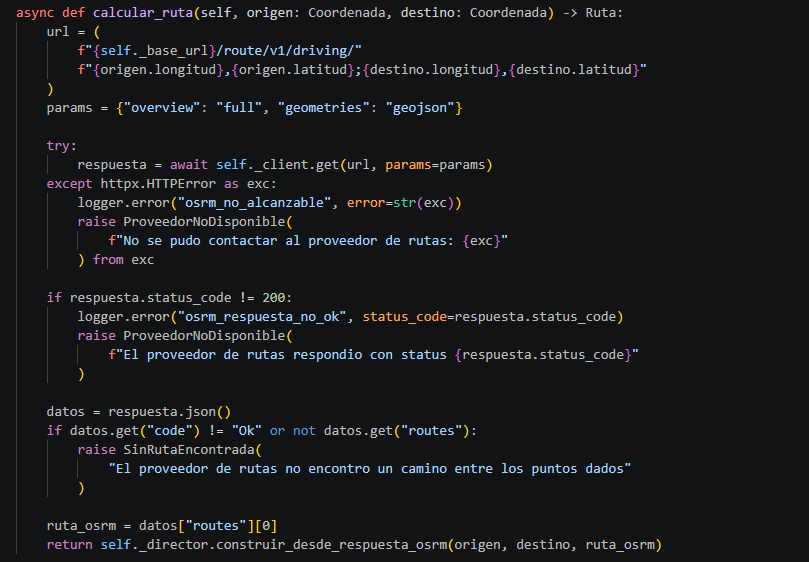 async def calcular_ruta(self, origen: Coordenada, destino: Coordenada) -> Ruta:
    url = (
        f"{self._base_url}/route/v1/driving/"
        f"{origen.longitud},{origen.latitud};{destino.longitud},{destino.latitud}"
    )
    params = {"overview": "full", "geometries": "geojson"}

    try:
        respuesta = await self._client.get(url, params=params)
    except httpx.HTTPError as exc:
        logger.error("osrm_no_alcanzable", error=str(exc))
        raise ProveedorNoDisponible(
            f"No se pudo contactar al proveedor de rutas: {exc}"
        ) from exc

    if respuesta.status_code != 200:
        logger.error("osrm_respuesta_no_ok", status_code=respuesta.status_code)
        raise ProveedorNoDisponible(
            f"El proveedor de rutas respondio con status {respuesta.status_code}"
        )

    datos = respuesta.json()
    if datos.get("code") != "Ok" or not datos.get("routes"):
        raise SinRutaEncontrada(
            "El proveedor de rutas no encontro un camino entre los puntos dados"
        )

    ruta_osrm = datos["routes"][0]
    return self._director.construir_desde_respuesta_osrm(origen, destino, ruta_osrm)